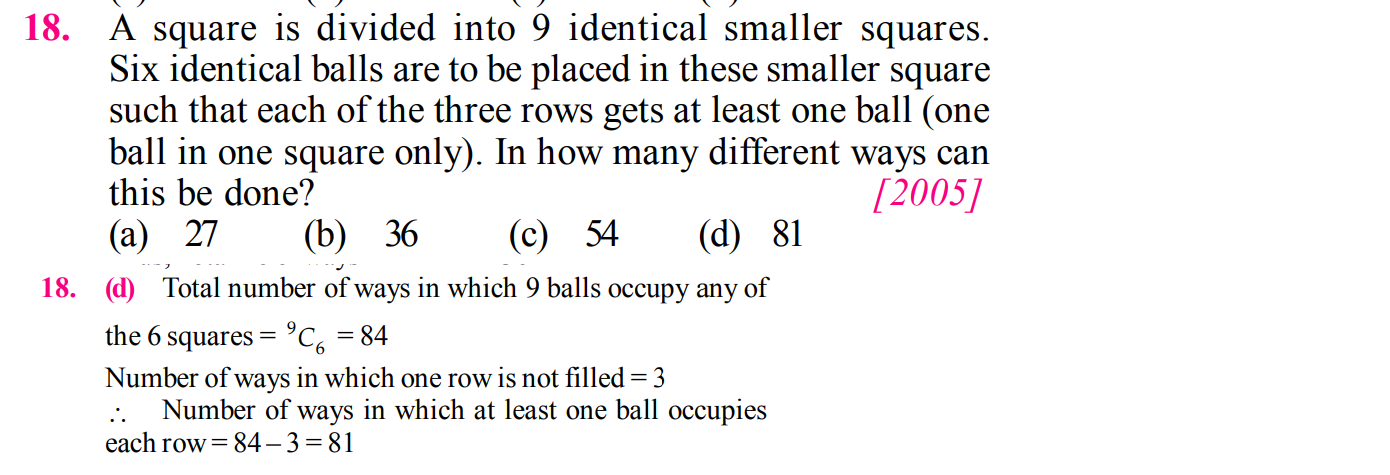 18. A square is divided into 9 identical smaller squares.
Six identical balls are to be placed in these smaller square
such that each of the three rows gets at least one ball (one
ball in one square only). In how many different ways can
this be done? [2005]
(a) 27 (b) 36 (c) 54 (d) 81
18. (d) Total number of ways in which 9 balls occupy any of
the 6 squares = ⁹C₆ = 84
Number of ways in which one row is not filled = 3
∴ Number of ways in which at least one ball occupies
each row = 84 – 3 = 81